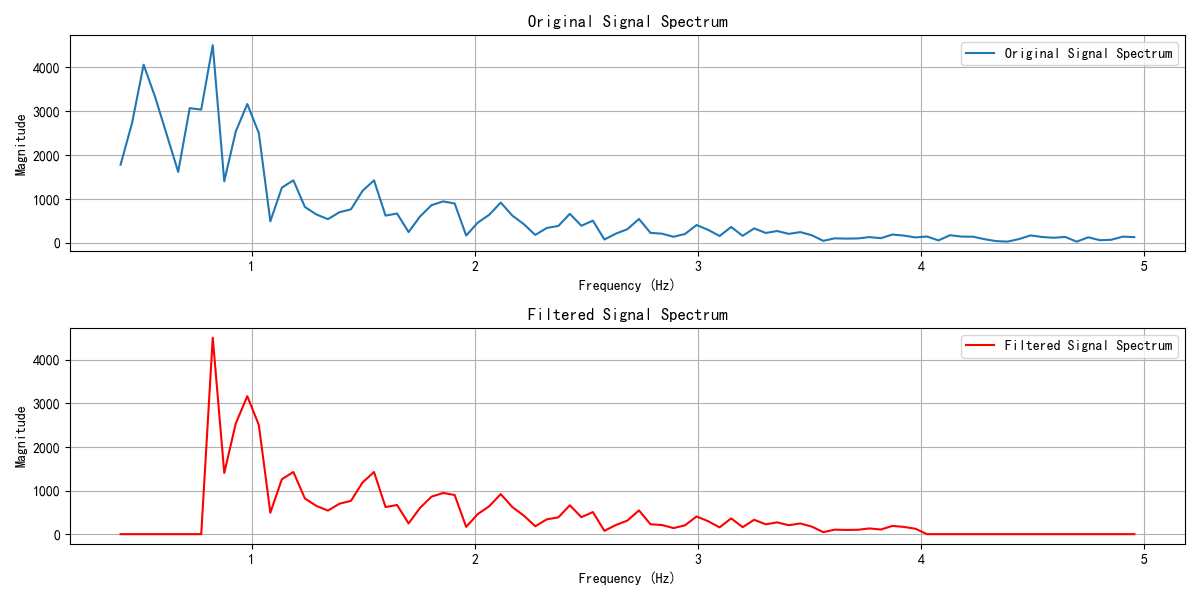 Original Signal Spectrum
Original Signal Spectrum
Magnitude
4000
3000
2000
1000
0
1 2 3 4 5
Frequency (Hz)
Filtered Signal Spectrum
Filtered Signal Spectrum
Magnitude
4000
3000
2000
1000
0
1 2 3 4 5
Frequency (Hz)